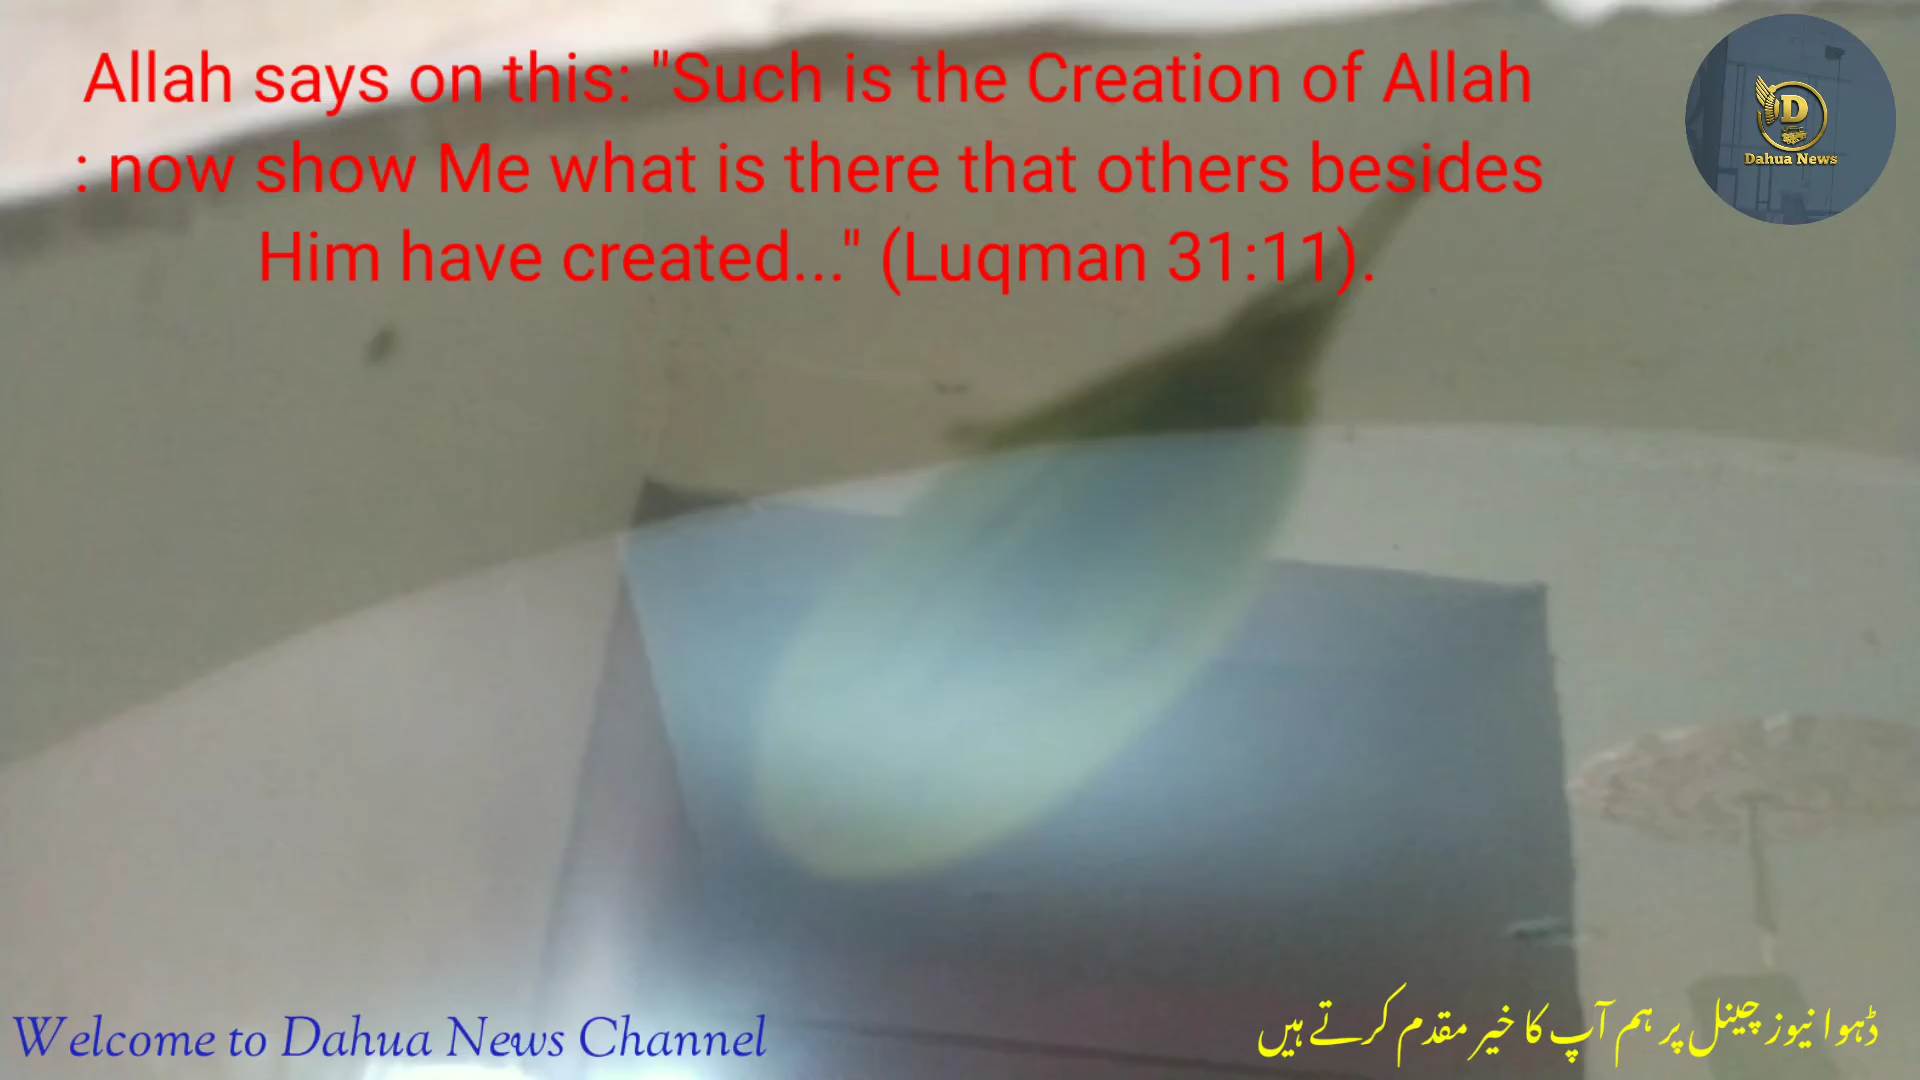 Allah says on this: "Such is the Creation of Allah
: now show Me what is there that others besides
Him have created..." (Luqman 31:11).
D
Dahua News
Welcome to Dahua News Channel
ڈہوا نیوز چینل پر ہم آپ کا خیر مقدم کرتے ہیں